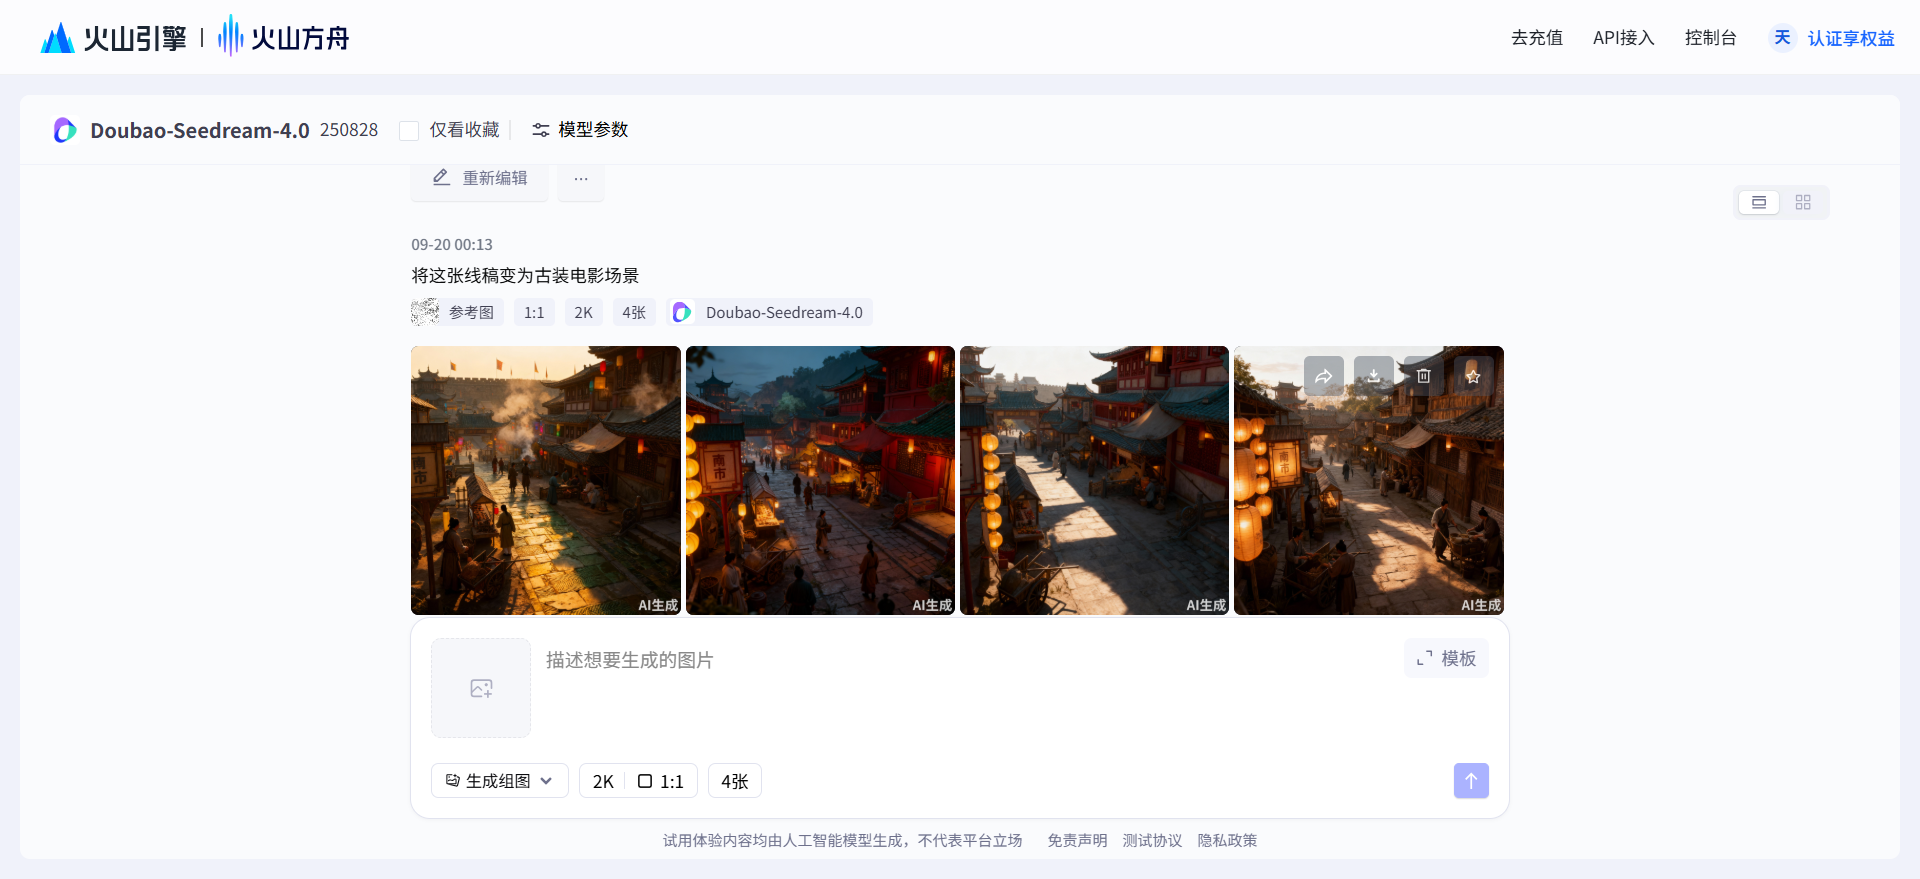 火山引擎 | 火山方舟
去充值 API接入 控制台 天 认证享权益
Doubao-Seedream-4.0 250828 仅看收藏 模型参数
重新编辑 ...
09-20 00:13
将这张线稿变为古装电影场景
参考图 1:1 2K 4张 Doubao-Seedream-4.0
南市 南市 南市
AI生成 AI生成 AI生成 AI生成
描述想要生成的图片
模板
生成组图 2K 1:1 4张
试用体验内容均由人工智能模型生成，不代表平台立场 免责声明 测试协议 隐私政策